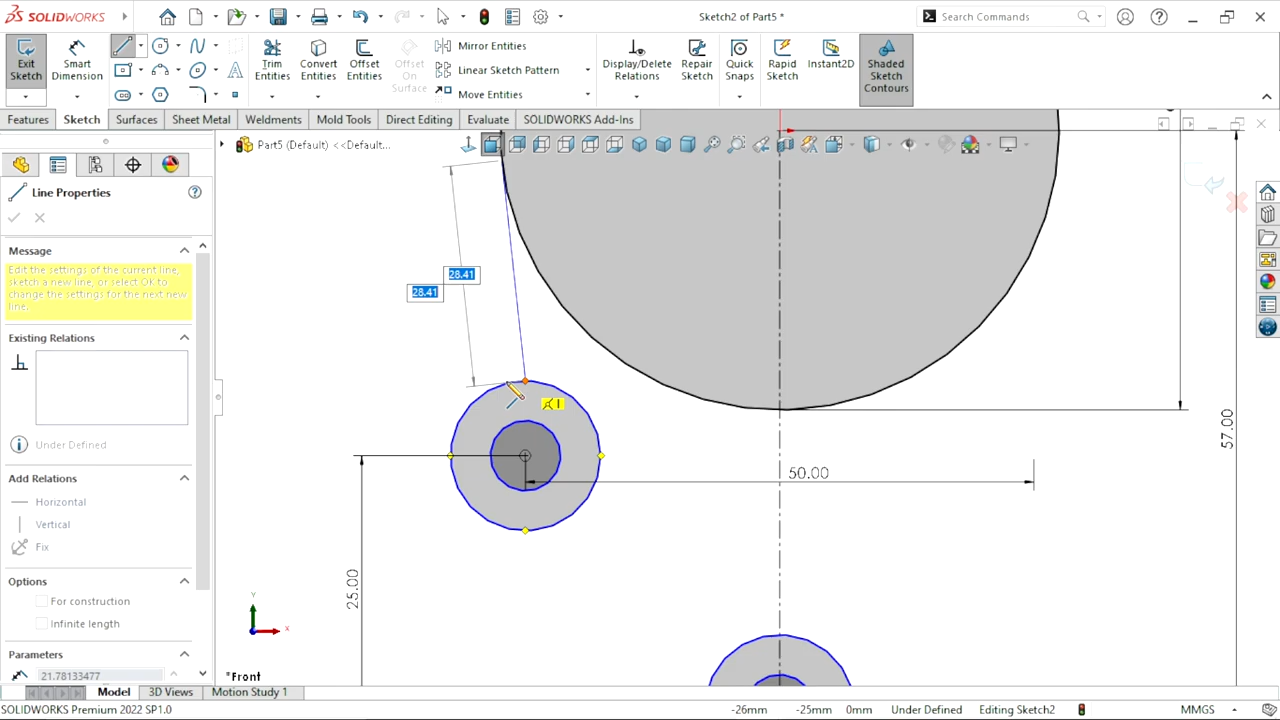 SOLIDWORKS
Sketch2 of Part5 *
Search Commands
Exit
Sketch
Smart
Dimension
Trim
Entities
Convert
Entities
Offset
Entities
Offset
On
Surface
Mirror Entities
Linear Sketch Pattern
Move Entities
Display/Delete
Relations
Repair
Sketch
Quick
Snaps
Rapid
Sketch
Instant2D
Shaded
Sketch
Contours
Features
Sketch
Surfaces
Sheet Metal
Weldments
Mold Tools
Direct Editing
Evaluate
SOLIDWORKS Add-Ins
Part5 (Default) <<Default...
Line Properties
Message
Edit the settings of the current line,
sketch a new line, or select OK to
change the settings for the next new
line.
Existing Relations
Under Defined
Add Relations
Horizontal
Vertical
Fix
Options
For construction
Infinite length
Parameters
21.78133477
28.41
28.41
50.00
57.00
25.00
Y
X
*Front
Model
3D Views
Motion Study 1
SOLIDWORKS Premium 2022 SP1.0
-26mm
-25mm
0mm
Under Defined
Editing Sketch2
MMGS